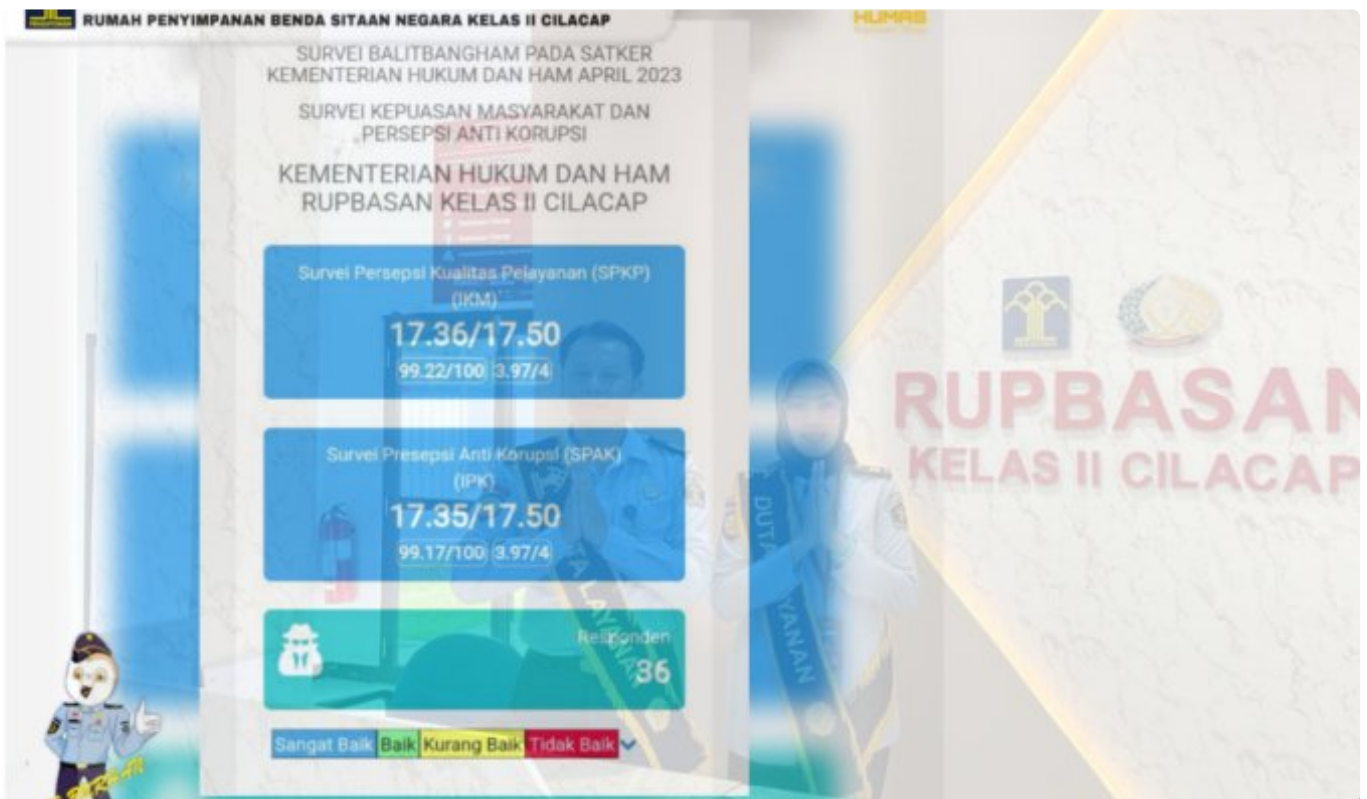 RUMAH PENYIMPANAN BENDA SITAAN NEGARA KELAS II CILACAP
HUMAS
SURVEI BALITBANGHAM PADA SATKER
KEMENTERIAN HUKUM DAN HAM APRIL 2023
SURVEI KEPUASAN MASYARAKAT DAN
PERSEPSI ANTI KORUPSI
KEMENTERIAN HUKUM DAN HAM
RUPBASAN KELAS II CILACAP
Survei Persepsi Kualitas Pelayanan (SPKP)
(IKM)
17.36/17.50
99.22/100 3.97/4
Survei Presepsi Anti Korupsi (SPAK)
(IPK)
17.35/17.50
99.17/100 3.97/4
Responden
36
Sangat Baik Baik Kurang Baik Tidak Baik
RUPBASAN
KELAS II CILACAP
LAYANAN
DUTA